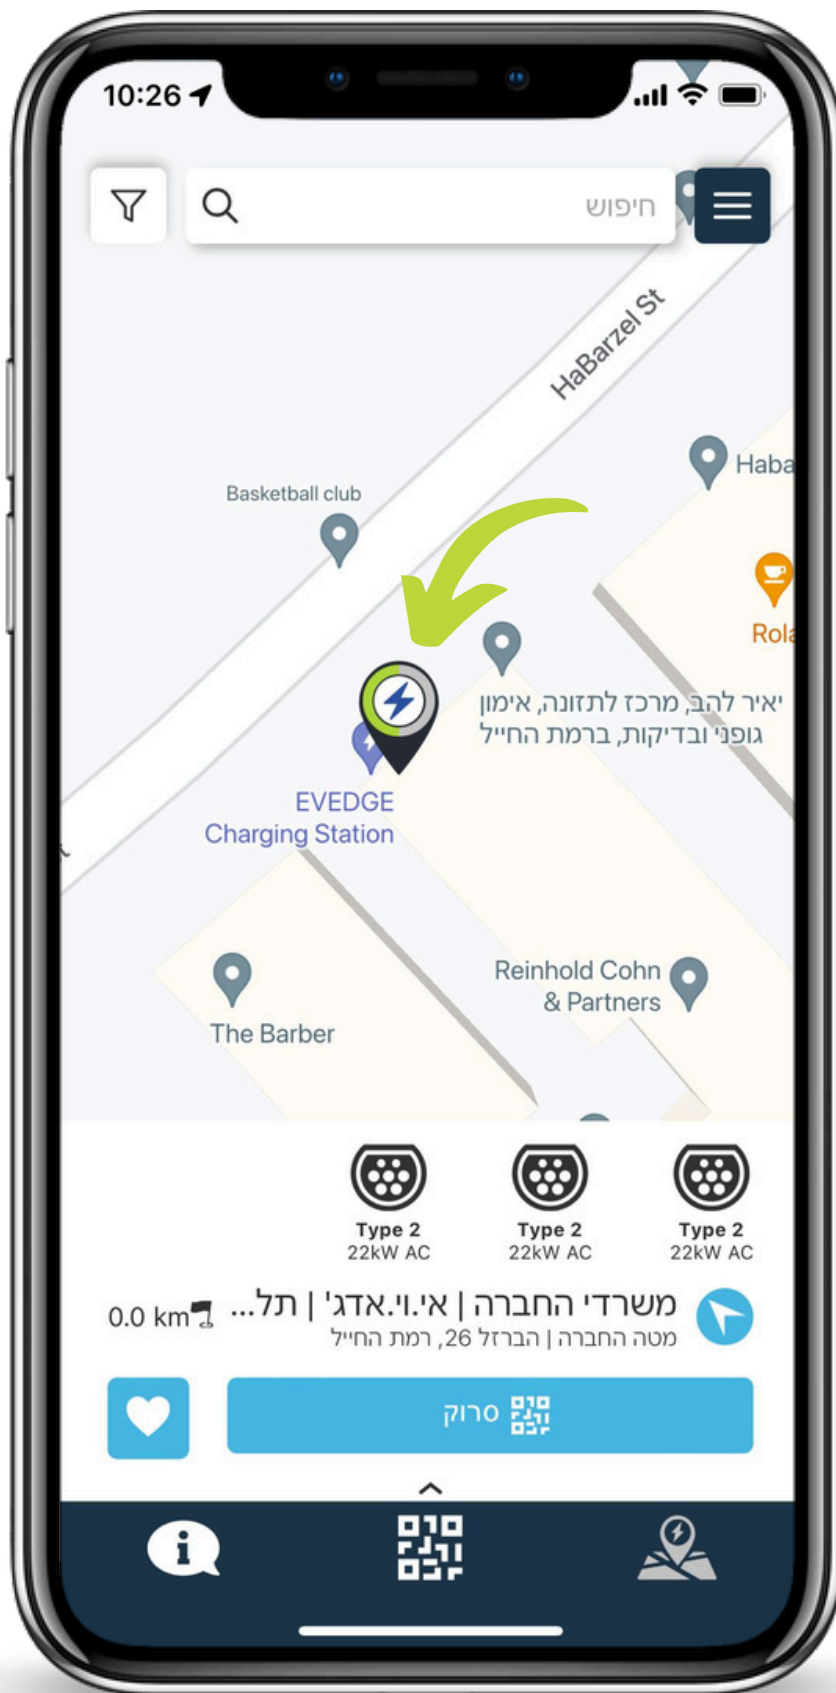 10:26
חיפוש
HaBarzel St
Haba
Basketball club
Rola
יאיר להב, מרכז לתזונה, אימון
גופני ובדיקות, ברמת החייל
EVEDGE
Charging Station
Reinhold Cohn
& Partners
The Barber
Type 2
22kW AC
Type 2
22kW AC
Type 2
22kW AC
משרדי החברה | אי.וי.אדג' | תל...
0.0 km
מטה החברה | הברזל 26, רמת החייל
סרוק